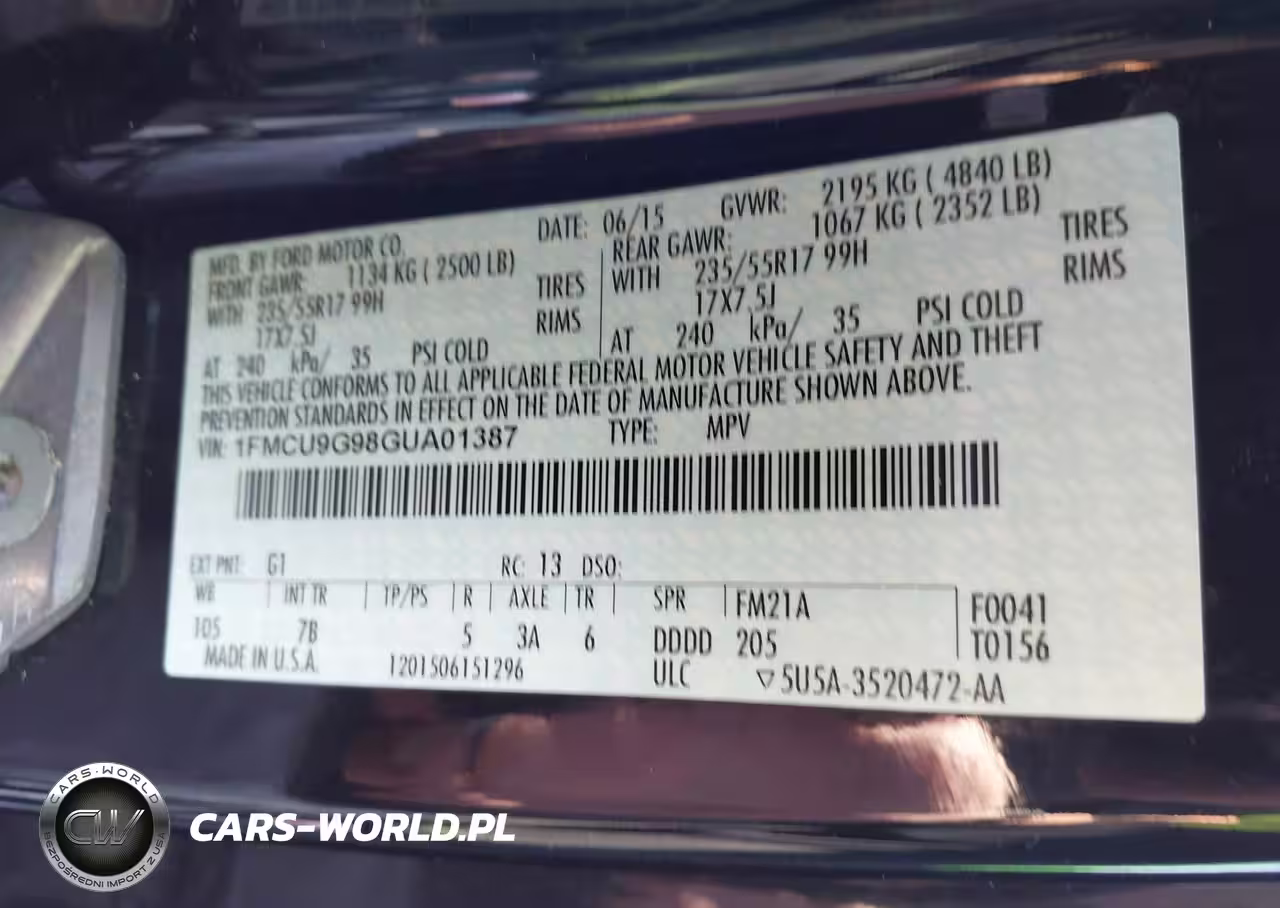 MFD. BY FORD MOTOR CO. DATE: 06/15 GVWR: 2195 KG ( 4840 LB)
FRONT GAWR: 1134 KG ( 2500 LB)
WITH 235/55R17 99H TIRES
17X7.5J RIMS
AT 240 kPa/ 35 PSI COLD
REAR GAWR: 1067 KG ( 2352 LB)
WITH 235/55R17 99H TIRES
17X7.5J RIMS
AT 240 kPa/ 35 PSI COLD
THIS VEHICLE CONFORMS TO ALL APPLICABLE FEDERAL MOTOR VEHICLE SAFETY AND THEFT
PREVENTION STANDARDS IN EFFECT ON THE DATE OF MANUFACTURE SHOWN ABOVE.
VIN: 1FMCU9G98GUA01387 TYPE: MPV
EXT PNT: G1 RC: 13 DSO:
WB INT TR TP/PS R AXLE TR SPR FM21A F0041
105 7B 5 3A 6 DDDD 205 T0156
MADE IN U.S.A. 1201506151296 ULC ▽5U5A-3520472-AA
CARS-WORLD
CW
BEZPOŚREDNI IMPORT Z USA
CARS-WORLD.PL